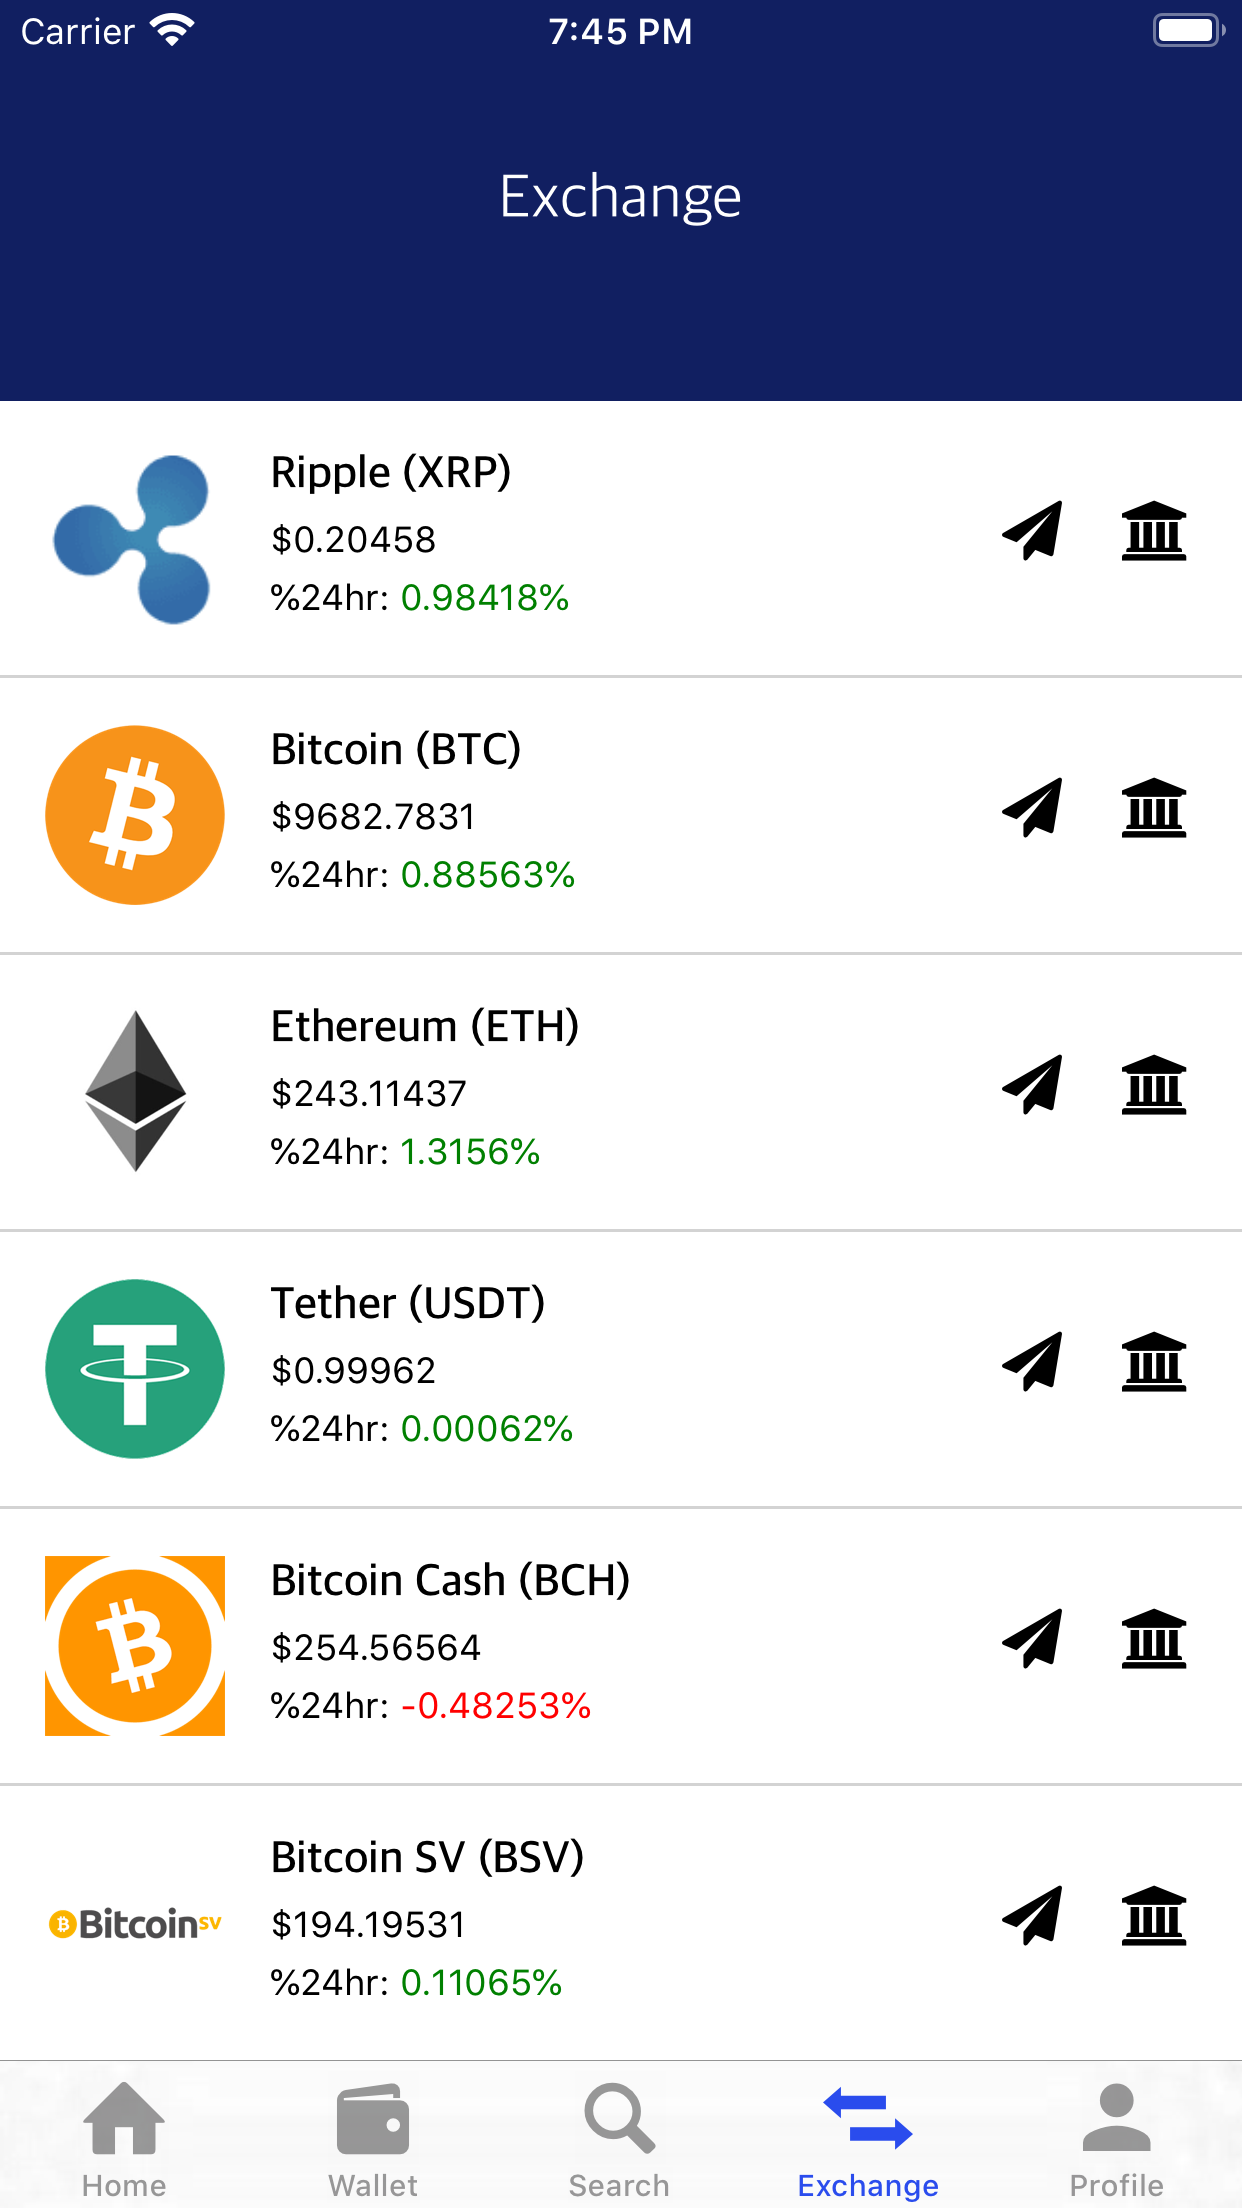 Carrier 7:45 PM
Exchange
Ripple (XRP)
$0.20458
%24hr: 0.98418%
Bitcoin (BTC)
$9682.7831
%24hr: 0.88563%
Ethereum (ETH)
$243.11437
%24hr: 1.3156%
Tether (USDT)
$0.99962
%24hr: 0.00062%
Bitcoin Cash (BCH)
$254.56564
%24hr: -0.48253%
Bitcoin SV (BSV)
BitcoinSV
$194.19531
%24hr: 0.11065%
Home Wallet Search Exchange Profile